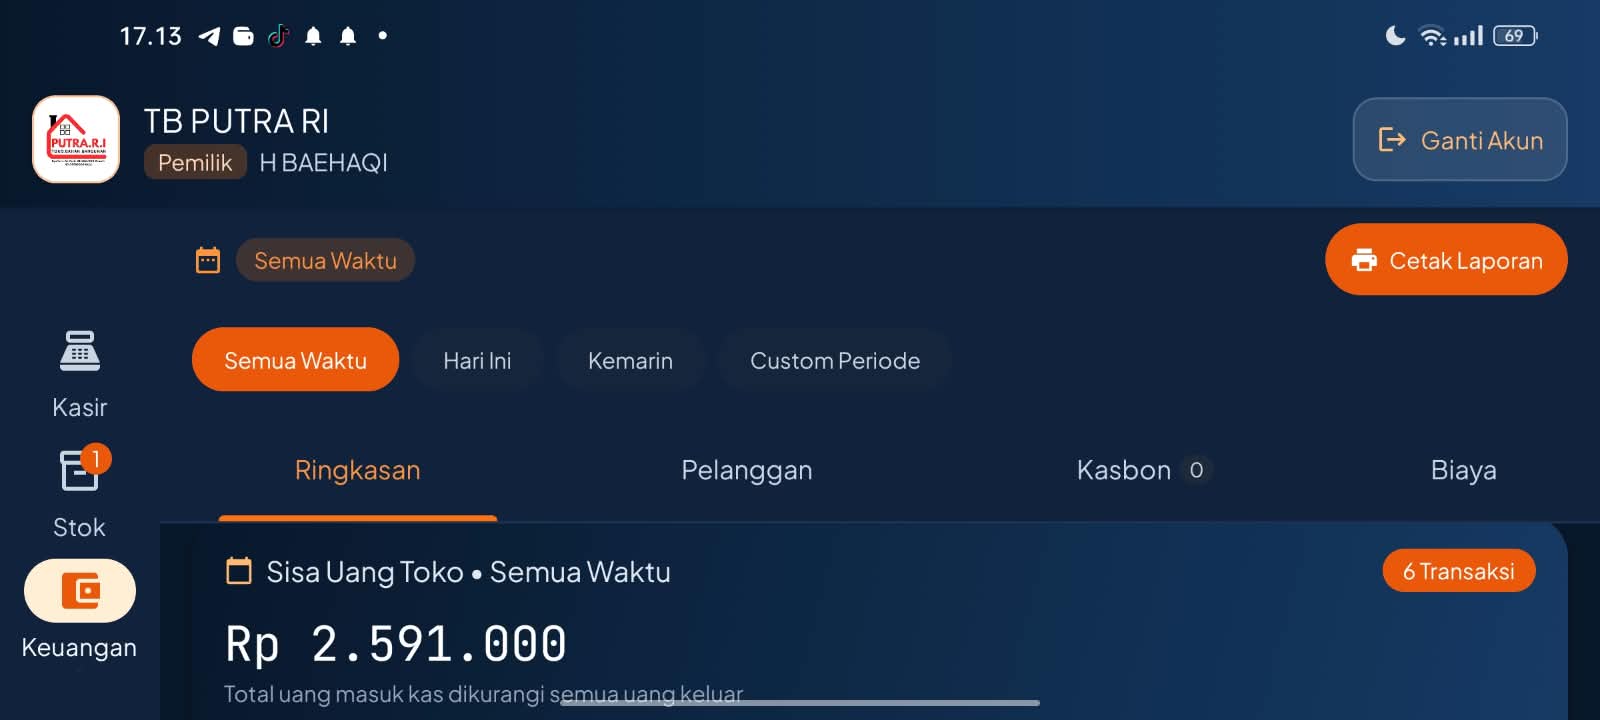 17.13
69
PUTRA.R.I
TB PUTRA RI
Pemilik H BAEHAQI
Ganti Akun
Semua Waktu
Cetak Laporan
Semua Waktu
Hari Ini
Kemarin
Custom Periode
Kasir
1
Stok
Keuangan
Ringkasan
Pelanggan
Kasbon 0
Biaya
Sisa Uang Toko • Semua Waktu
6 Transaksi
Rp 2.591.000
Total uang masuk kas dikurangi semua uang keluar